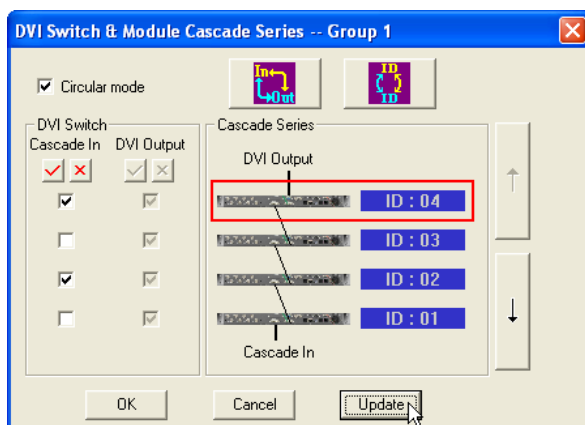 DVI Switch & Module Cascade Series -- Group 1
Circular mode
In
Out
ID
ID
DVI Switch
Cascade In DVI Output
Cascade Series
DVI Output
ID : 04
ID : 03
ID : 02
ID : 01
Cascade In
OK Cancel Update